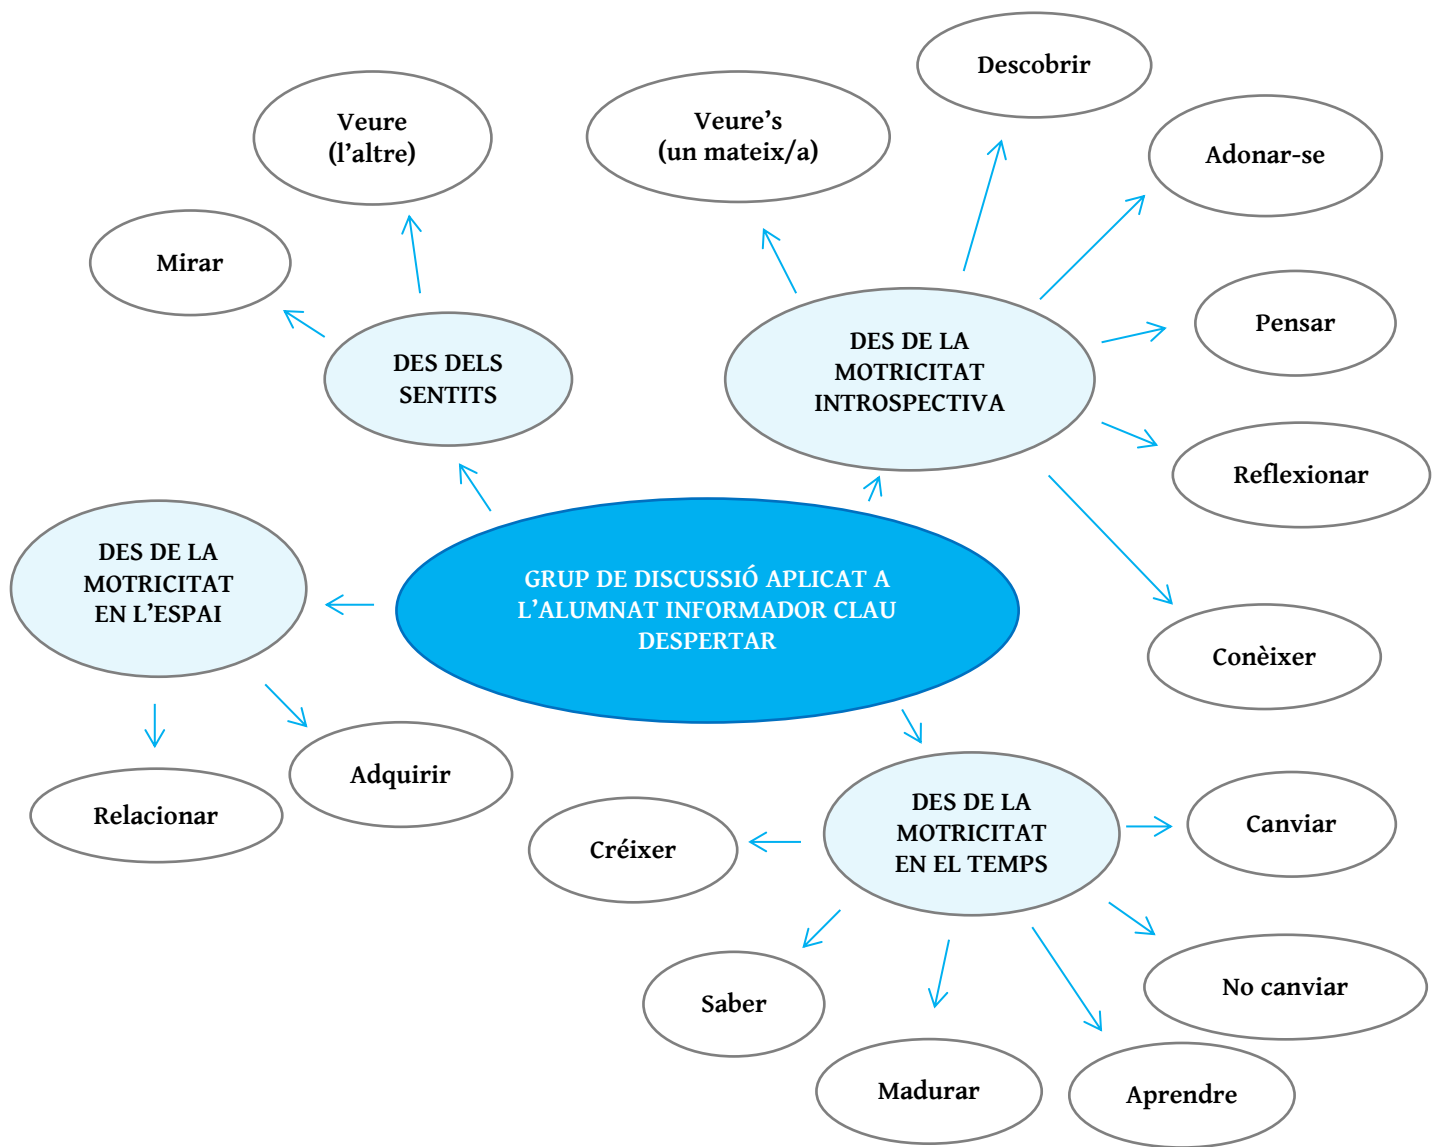 Descobrir
Veure
(l’altre)
Veure’s
(un mateix/a)
Adonar-se
Mirar
Pensar
DES DELS
SENTITS
DES DE LA
MOTRICITAT
INTROSPECTIVA
Reflexionar
DES DE LA
MOTRICITAT
EN L’ESPAI
GRUP DE DISCUSSIÓ APLICAT A
L’ALUMNAT INFORMADOR CLAU
DESPERTAR
Conèixer
Adquirir
Relacionar
DES DE LA
MOTRICITAT
EN EL TEMPS
Canviar
Créixer
No canviar
Saber
Madurar
Aprendre